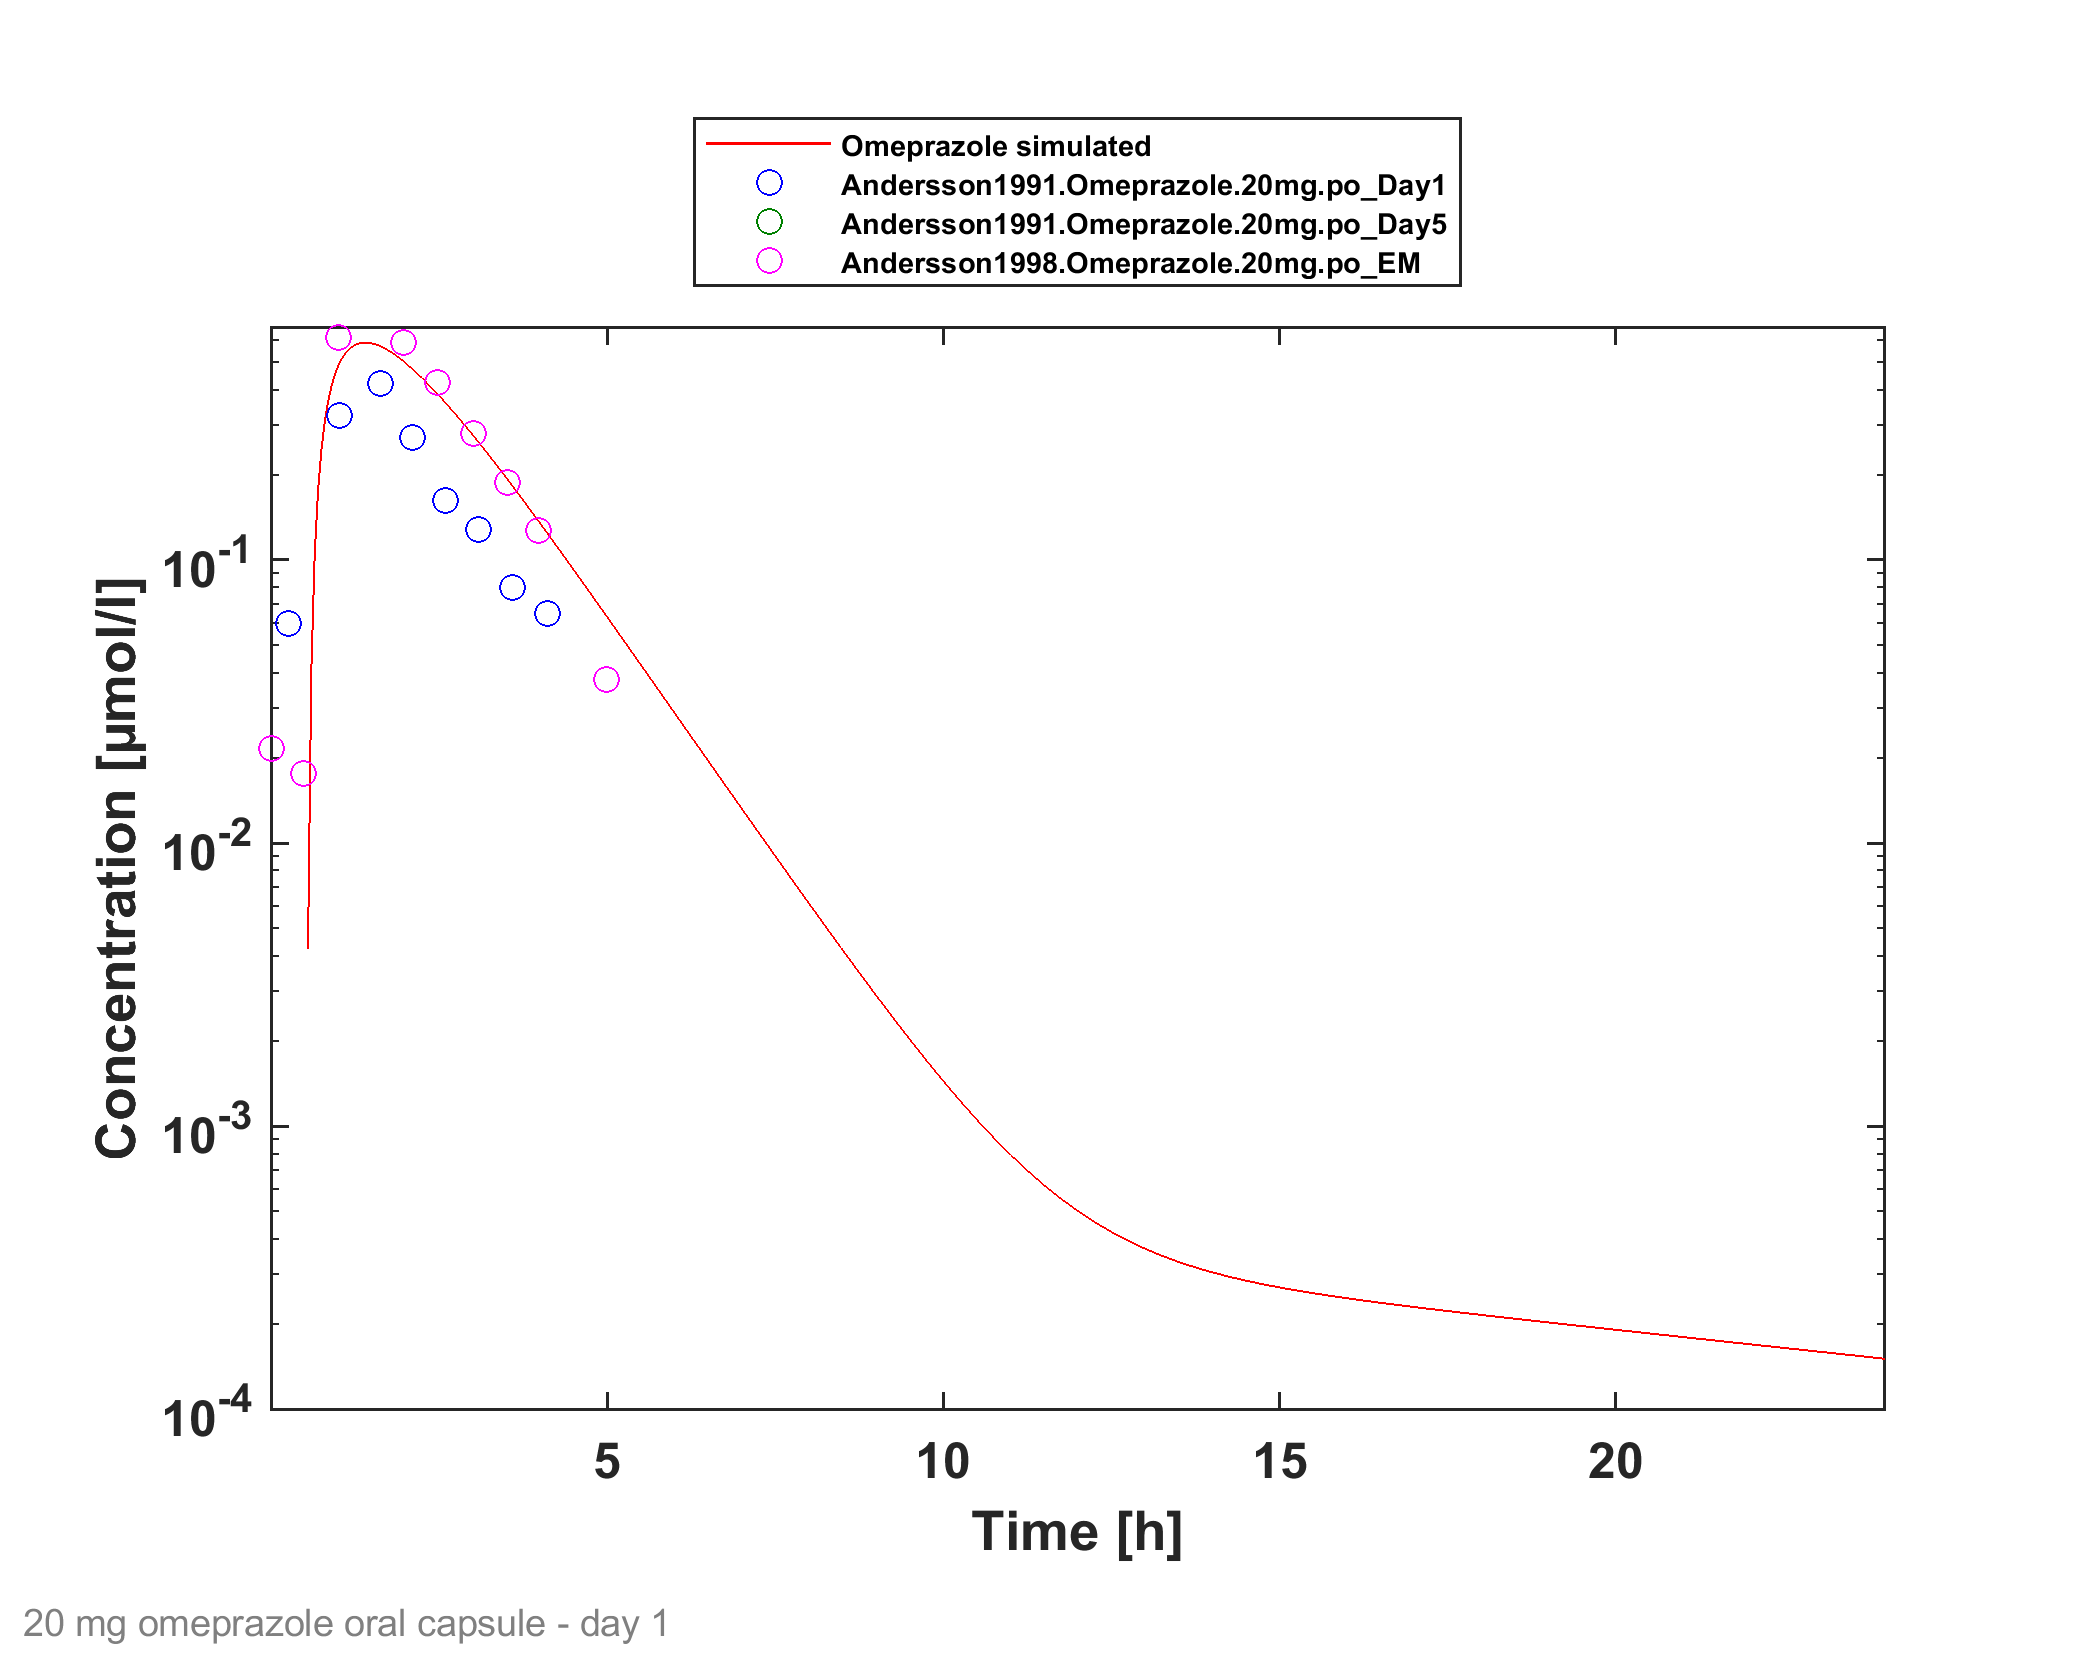 Omeprazole simulated
Andersson1991.Omeprazole.20mg.po_Day1
Andersson1991.Omeprazole.20mg.po_Day5
Andersson1998.Omeprazole.20mg.po_EM
Concentration [µmol/l]
10^-1
10^-2
10^-3
10^-4
5 10 15 20
Time [h]
20 mg omeprazole oral capsule - day 1